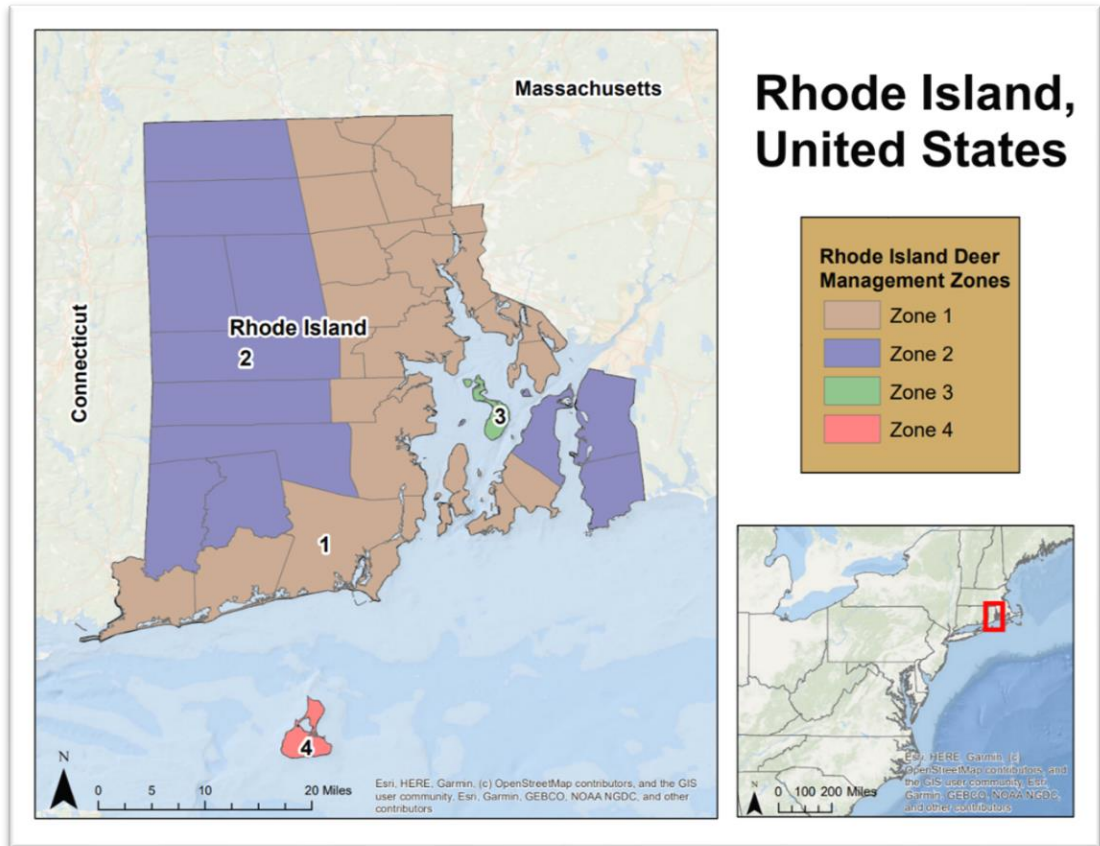 Massachusetts
Connecticut
Rhode Island
2
3
1
4
N
0 5 10 20 Miles
Esri, HERE, Garmin, (c) OpenStreetMap contributors, and the GIS
user community, Esri, Garmin, GEBCO, NOAA NGDC, and other
contributors
Rhode Island,
United States
Rhode Island Deer
Management Zones
Zone 1
Zone 2
Zone 3
Zone 4
N
0 100 200 Miles
Esri, HERE, Garmin, (c)
OpenStreetMap contributors, and
the GIS user community, Esri,
Garmin, GEBCO, NOAA NGDC,
and other contributors